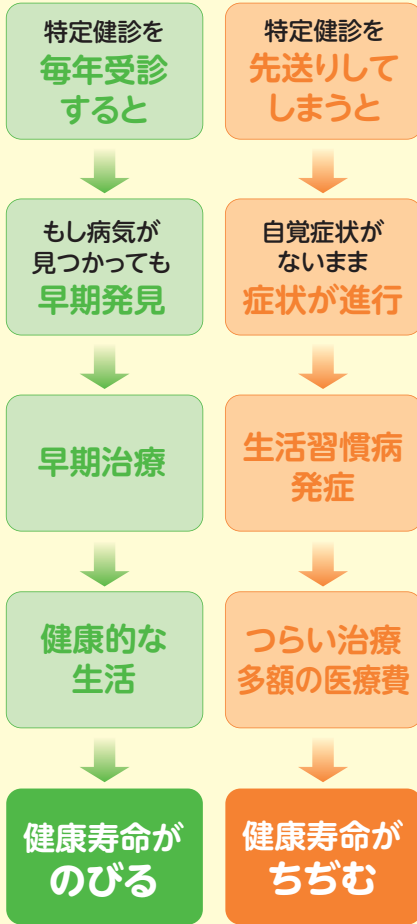 特定健診を
毎年受診
すると
もし病気が
見つかっても
早期発見
早期治療
健康的な
生活
健康寿命が
のびる
特定健診を
先送りして
しまうと
自覚症状が
ないまま
症状が進行
生活習慣病
発症
つらい治療
多額の医療費
健康寿命が
ちぢむ